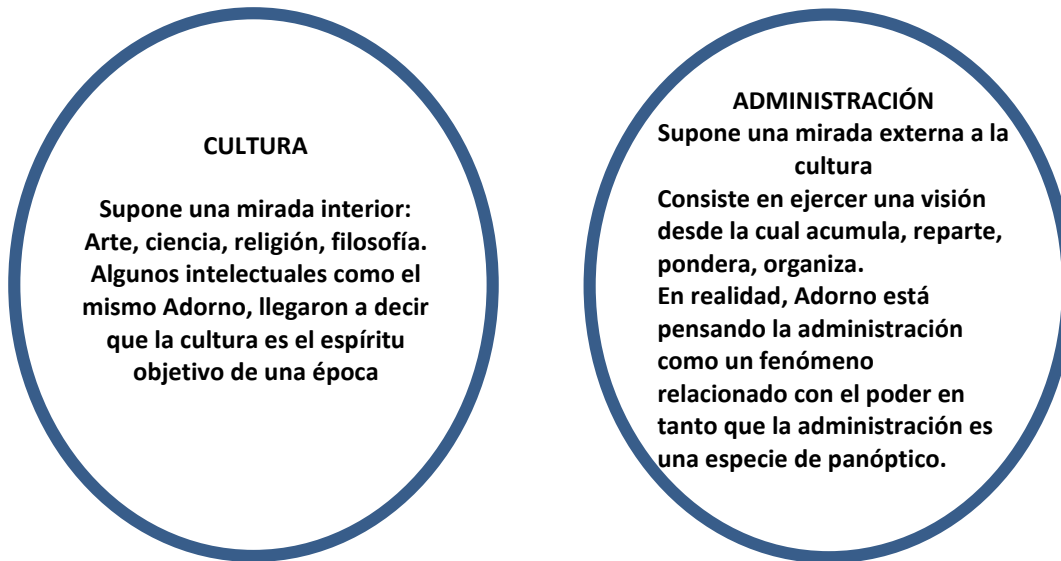 CULTURA
Supone una mirada interior:
Arte, ciencia, religión, filosofía.
Algunos intelectuales como el
mismo Adorno, llegaron a decir
que la cultura es el espíritu
objetivo de una época
ADMINISTRACIÓN
Supone una mirada externa a la
cultura
Consiste en ejercer una visión
desde la cual acumula, reparte,
pondera, organiza.
En realidad, Adorno está
pensando la administración
como un fenómeno
relacionado con el poder en
tanto que la administración es
una especie de panóptico.